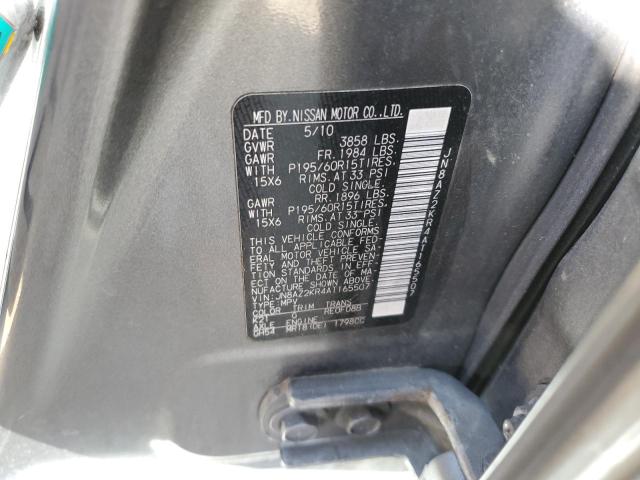 MFD BY. NISSAN MOTOR CO.,LTD.
DATE 5/10
GVWR 3858 LBS.
GAWR FR. 1984 LBS.
WITH P195/60R15TIRES.
15X6 RIMS. AT 33 PSI
COLD SINGLE.
GAWR RR. 1896 LBS.
WITH P195/60R15TIRES.
15X6 RIMS. AT 33 PSI
COLD SINGLE.
THIS VEHICLE CONFORMS
TO ALL APPLICABLE FED-
ERAL MOTOR VEHICLE SA-
FETY AND THEFT PREVEN-
TION STANDARDS IN EFF-
ECT ON THE DATE OF MA-
NUFACTURE SHOWN ABOVE.
VIN: JN8AZ2KR4AT165507
TYPE: MPV
COLOR TRIM TRANS
K21 REOF08B
AXLE ENGINE
GH54 MR18(DE) 1798CC
JN8AZ2KR4AT165507